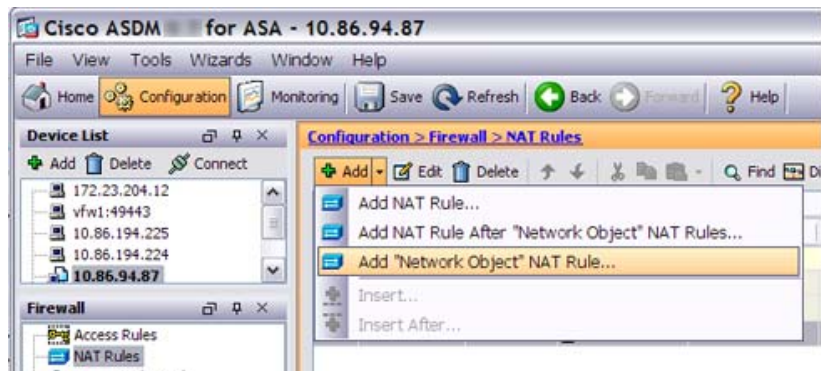 Cisco ASDM for ASA - 10.86.94.87
File View Tools Wizards Window Help
Home Configuration Monitoring Save Refresh Back Forward Help
Device List
Add Delete Connect
172.23.204.12
vfw1:49443
10.86.194.225
10.86.194.224
10.86.94.87
Firewall
Access Rules
NAT Rules
Configuration > Firewall > NAT Rules
Add Edit Delete Find Di
Add NAT Rule...
Add NAT Rule After "Network Object" NAT Rules...
Add "Network Object" NAT Rule...
Insert...
Insert After...